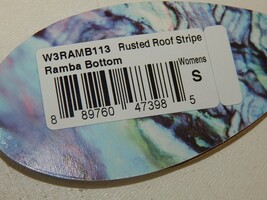 W3RAMB113 Rusted Roof Stripe
Ramba Bottom
Womens
S
8 89760 47398 5